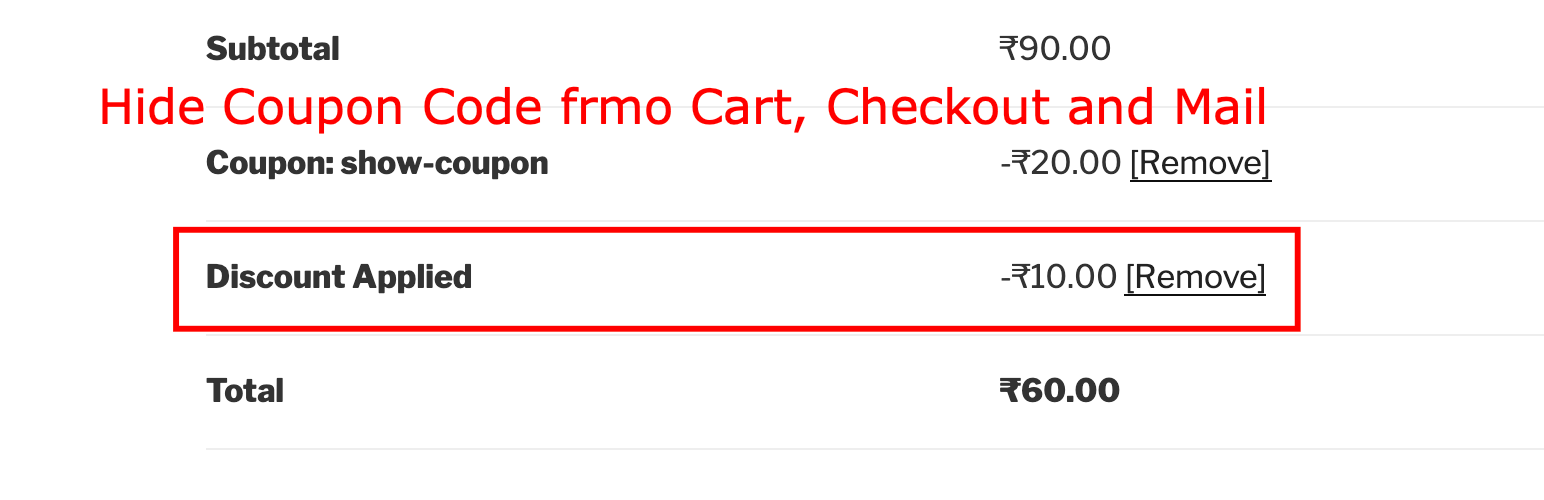 Subtotal ₹90.00
Hide Coupon Code frmo Cart, Checkout and Mail
Coupon: show-coupon -₹20.00 [Remove]
Discount Applied -₹10.00 [Remove]
Total ₹60.00